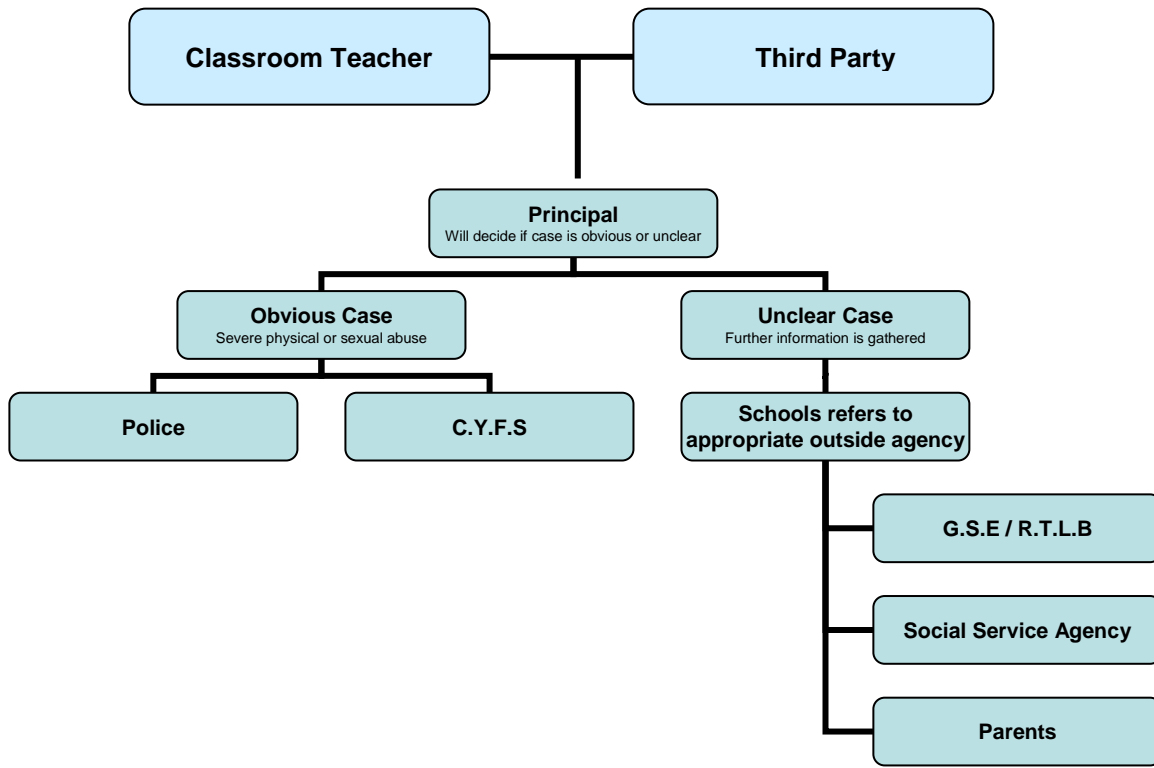 Classroom Teacher
Third Party
Principal
Will decide if case is obvious or unclear
Obvious Case
Severe physical or sexual abuse
Unclear Case
Further information is gathered
Police
C.Y.F.S
Schools refers to
appropriate outside agency
G.S.E / R.T.L.B
Social Service Agency
Parents